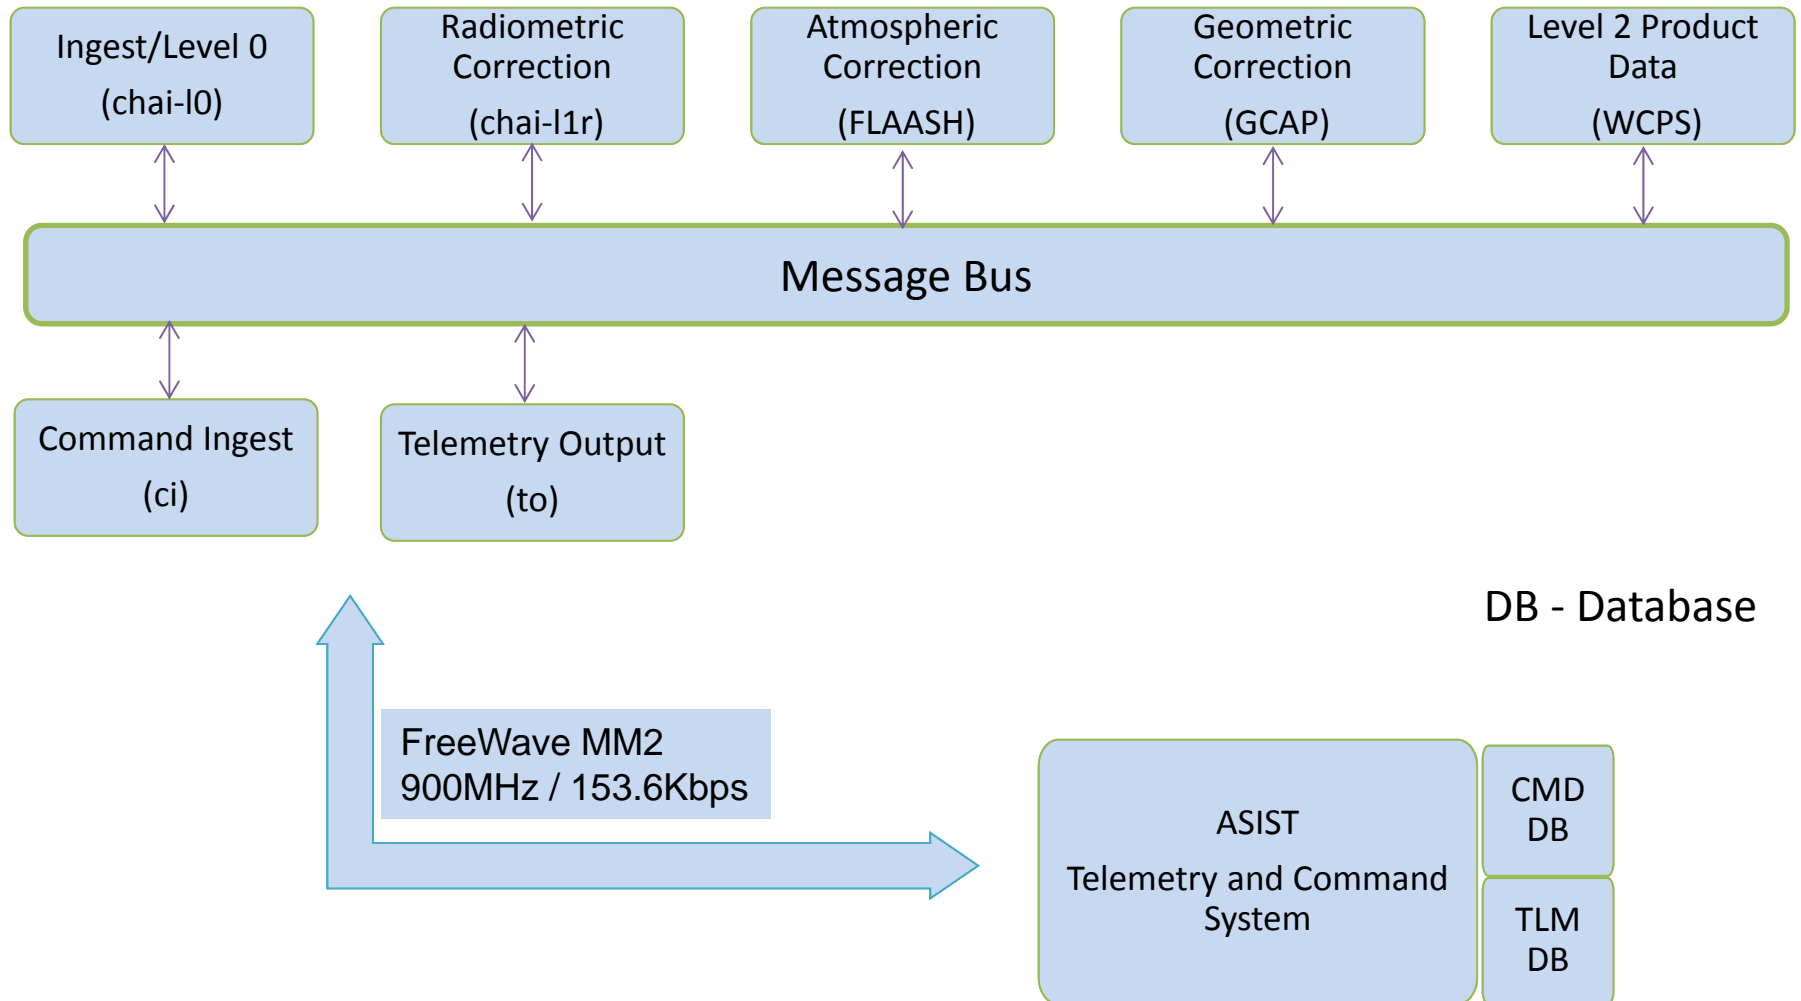 Ingest/Level 0
(chai-l0)
Radiometric
Correction
(chai-l1r)
Atmospheric
Correction
(FLAASH)
Geometric
Correction
(GCAP)
Level 2 Product
Data
(WCPS)
Message Bus
Command Ingest
(ci)
Telemetry Output
(to)
DB - Database
FreeWave MM2
900MHz / 153.6Kbps
ASIST
Telemetry and Command
System
CMD
DB
TLM
DB